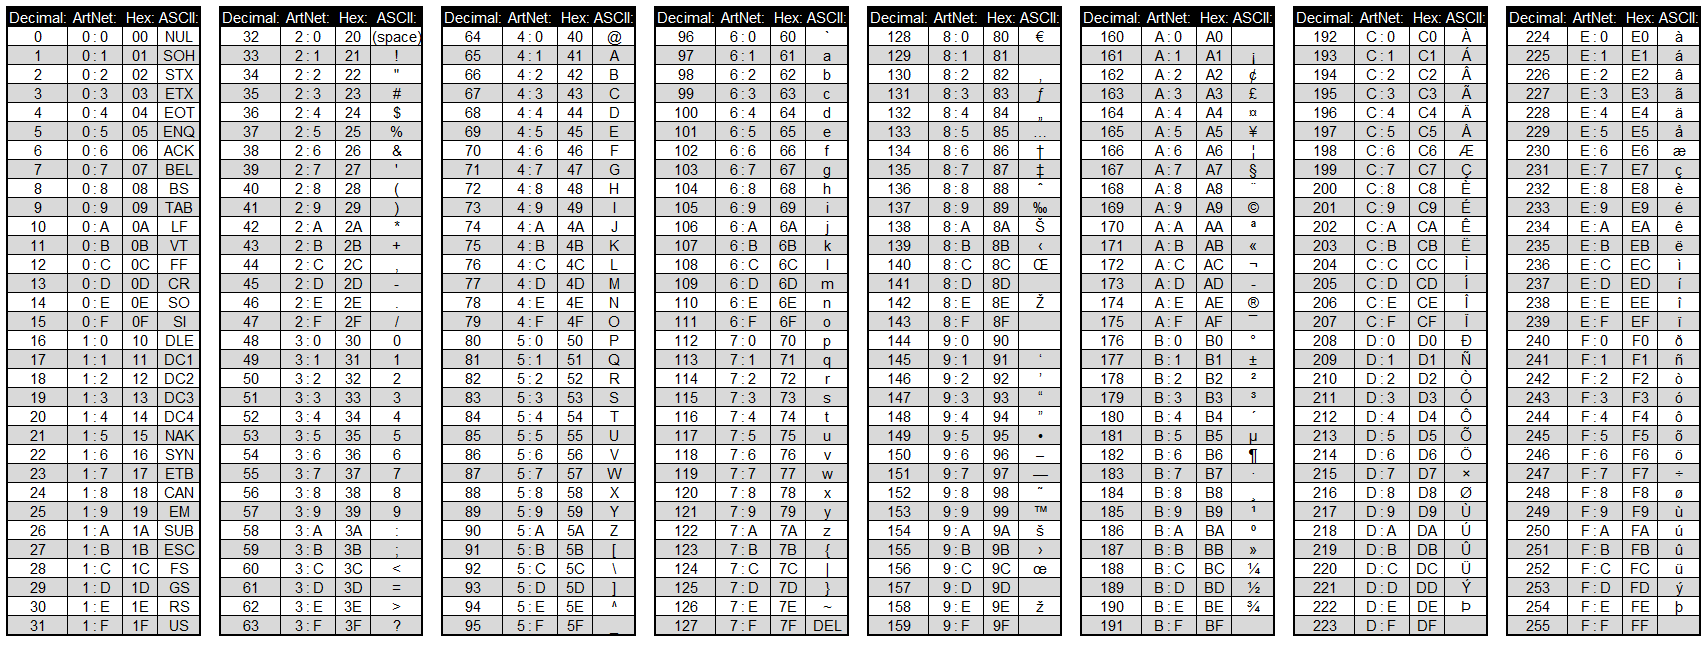 Decimal: ArtNet: Hex: ASCII:
0 0 : 0 00 NUL
1 0 : 1 01 SOH
2 0 : 2 02 STX
3 0 : 3 03 ETX
4 0 : 4 04 EOT
5 0 : 5 05 ENQ
6 0 : 6 06 ACK
7 0 : 7 07 BEL
8 0 : 8 08 BS
9 0 : 9 09 TAB
10 0 : A 0A LF
11 0 : B 0B VT
12 0 : C 0C FF
13 0 : D 0D CR
14 0 : E 0E SO
15 0 : F 0F SI
16 1 : 0 10 DLE
17 1 : 1 11 DC1
18 1 : 2 12 DC2
19 1 : 3 13 DC3
20 1 : 4 14 DC4
21 1 : 5 15 NAK
22 1 : 6 16 SYN
23 1 : 7 17 ETB
24 1 : 8 18 CAN
25 1 : 9 19 EM
26 1 : A 1A SUB
27 1 : B 1B ESC
28 1 : C 1C FS
29 1 : D 1D GS
30 1 : E 1E RS
31 1 : F 1F US
Decimal: ArtNet: Hex: ASCII:
32 2 : 0 20 (space)
33 2 : 1 21 !
34 2 : 2 22 "
35 2 : 3 23 #
36 2 : 4 24 $
37 2 : 5 25 %
38 2 : 6 26 &
39 2 : 7 27 '
40 2 : 8 28 (
41 2 : 9 29 )
42 2 : A 2A *
43 2 : B 2B +
44 2 : C 2C ,
45 2 : D 2D -
46 2 : E 2E .
47 2 : F 2F /
48 3 : 0 30 0
49 3 : 1 31 1
50 3 : 2 32 2
51 3 : 3 33 3
52 3 : 4 34 4
53 3 : 5 35 5
54 3 : 6 36 6
55 3 : 7 37 7
56 3 : 8 38 8
57 3 : 9 39 9
58 3 : A 3A :
59 3 : B 3B ;
60 3 : C 3C <
61 3 : D 3D =
62 3 : E 3E >
63 3 : F 3F ?
Decimal: ArtNet: Hex: ASCII:
64 4 : 0 40 @
65 4 : 1 41 A
66 4 : 2 42 B
67 4 : 3 43 C
68 4 : 4 44 D
69 4 : 5 45 E
70 4 : 6 46 F
71 4 : 7 47 G
72 4 : 8 48 H
73 4 : 9 49 I
74 4 : A 4A J
75 4 : B 4B K
76 4 : C 4C L
77 4 : D 4D M
78 4 : E 4E N
79 4 : F 4F O
80 5 : 0 50 P
81 5 : 1 51 Q
82 5 : 2 52 R
83 5 : 3 53 S
84 5 : 4 54 T
85 5 : 5 55 U
86 5 : 6 56 V
87 5 : 7 57 W
88 5 : 8 58 X
89 5 : 9 59 Y
90 5 : A 5A Z
91 5 : B 5B [
92 5 : C 5C \
93 5 : D 5D ]
94 5 : E 5E ^
95 5 : F 5F _
Decimal: ArtNet: Hex: ASCII:
96 6 : 0 60 `
97 6 : 1 61 a
98 6 : 2 62 b
99 6 : 3 63 c
100 6 : 4 64 d
101 6 : 5 65 e
102 6 : 6 66 f
103 6 : 7 67 g
104 6 : 8 68 h
105 6 : 9 69 i
106 6 : A 6A j
107 6 : B 6B k
108 6 : C 6C l
109 6 : D 6D m
110 6 : E 6E n
111 6 : F 6F o
112 7 : 0 70 p
113 7 : 1 71 q
114 7 : 2 72 r
115 7 : 3 73 s
116 7 : 4 74 t
117 7 : 5 75 u
118 7 : 6 76 v
119 7 : 7 77 w
120 7 : 8 78 x
121 7 : 9 79 y
122 7 : A 7A z
123 7 : B 7B {
124 7 : C 7C |
125 7 : D 7D }
126 7 : E 7E ~
127 7 : F 7F DEL
Decimal: ArtNet: Hex: ASCII:
128 8 : 0 80 €
129 8 : 1 81
130 8 : 2 82 ‚
131 8 : 3 83 ƒ
132 8 : 4 84 „
133 8 : 5 85 …
134 8 : 6 86 †
135 8 : 7 87 ‡
136 8 : 8 88 ˆ
137 8 : 9 89 ‰
138 8 : A 8A Š
139 8 : B 8B ‹
140 8 : C 8C Œ
141 8 : D 8D
142 8 : E 8E Ž
143 8 : F 8F
144 9 : 0 90
145 9 : 1 91 ‘
146 9 : 2 92 ’
147 9 : 3 93 “
148 9 : 4 94 ”
149 9 : 5 95 •
150 9 : 6 96 –
151 9 : 7 97 —
152 9 : 8 98 ˜
153 9 : 9 99 ™
154 9 : A 9A š
155 9 : B 9B ›
156 9 : C 9C œ
157 9 : D 9D
158 9 : E 9E ž
159 9 : F 9F
Decimal: ArtNet: Hex: ASCII:
160 A : 0 A0
161 A : 1 A1 ¡
162 A : 2 A2 ¢
163 A : 3 A3 £
164 A : 4 A4 ¤
165 A : 5 A5 ¥
166 A : 6 A6 ¦
167 A : 7 A7 §
168 A : 8 A8 ¨
169 A : 9 A9 ©
170 A : A AA ª
171 A : B AB «
172 A : C AC ¬
173 A : D AD -
174 A : E AE ®
175 A : F AF ¯
176 B : 0 B0 °
177 B : 1 B1 ±
178 B : 2 B2 ²
179 B : 3 B3 ³
180 B : 4 B4 ´
181 B : 5 B5 µ
182 B : 6 B6 ¶
183 B : 7 B7 ·
184 B : 8 B8 ¸
185 B : 9 B9 ¹
186 B : A BA º
187 B : B BB »
188 B : C BC ¼
189 B : D BD ½
190 B : E BE ¾
191 B : F BF
Decimal: ArtNet: Hex: ASCII:
192 C : 0 C0 À
193 C : 1 C1 Á
194 C : 2 C2 Â
195 C : 3 C3 Ã
196 C : 4 C4 Ä
197 C : 5 C5 Å
198 C : 6 C6 Æ
199 C : 7 C7 Ç
200 C : 8 C8 È
201 C : 9 C9 É
202 C : A CA Ê
203 C : B CB Ë
204 C : C CC Ì
205 C : D CD Í
206 C : E CE Î
207 C : F CF Ï
208 D : 0 D0 Ð
209 D : 1 D1 Ñ
210 D : 2 D2 Ò
211 D : 3 D3 Ó
212 D : 4 D4 Ô
213 D : 5 D5 Õ
214 D : 6 D6 Ö
215 D : 7 D7 ×
216 D : 8 D8 Ø
217 D : 9 D9 Ù
218 D : A DA Ú
219 D : B DB Û
220 D : C DC Ü
221 D : D DD Ý
222 D : E DE Þ
223 D : F DF
Decimal: ArtNet: Hex: ASCII:
224 E : 0 E0 à
225 E : 1 E1 á
226 E : 2 E2 â
227 E : 3 E3 ã
228 E : 4 E4 ä
229 E : 5 E5 å
230 E : 6 E6 æ
231 E : 7 E7 ç
232 E : 8 E8 è
233 E : 9 E9 é
234 E : A EA ê
235 E : B EB ë
236 E : C EC ì
237 E : D ED í
238 E : E EE î
239 E : F EF ï
240 F : 0 F0 ð
241 F : 1 F1 ñ
242 F : 2 F2 ò
243 F : 3 F3 ó
244 F : 4 F4 ô
245 F : 5 F5 õ
246 F : 6 F6 ö
247 F : 7 F7 ÷
248 F : 8 F8 ø
249 F : 9 F9 ù
250 F : A FA ú
251 F : B FB û
252 F : C FC ü
253 F : D FD ý
254 F : E FE þ
255 F : F FF